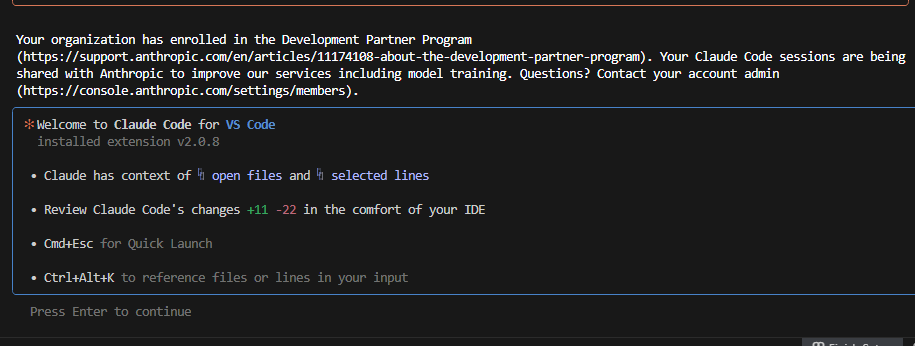 Your organization has enrolled in the Development Partner Program
(https://support.anthropic.com/en/articles/11174108-about-the-development-partner-program). Your Claude Code sessions are being
shared with Anthropic to improve our services including model training. Questions? Contact your account admin
(https://console.anthropic.com/settings/members).
* Welcome to Claude Code for VS Code
installed extension v2.0.8
• Claude has context of open files and selected lines
• Review Claude Code's changes +11 -22 in the comfort of your IDE
• Cmd+Esc for Quick Launch
• Ctrl+Alt+K to reference files or lines in your input
Press Enter to continue